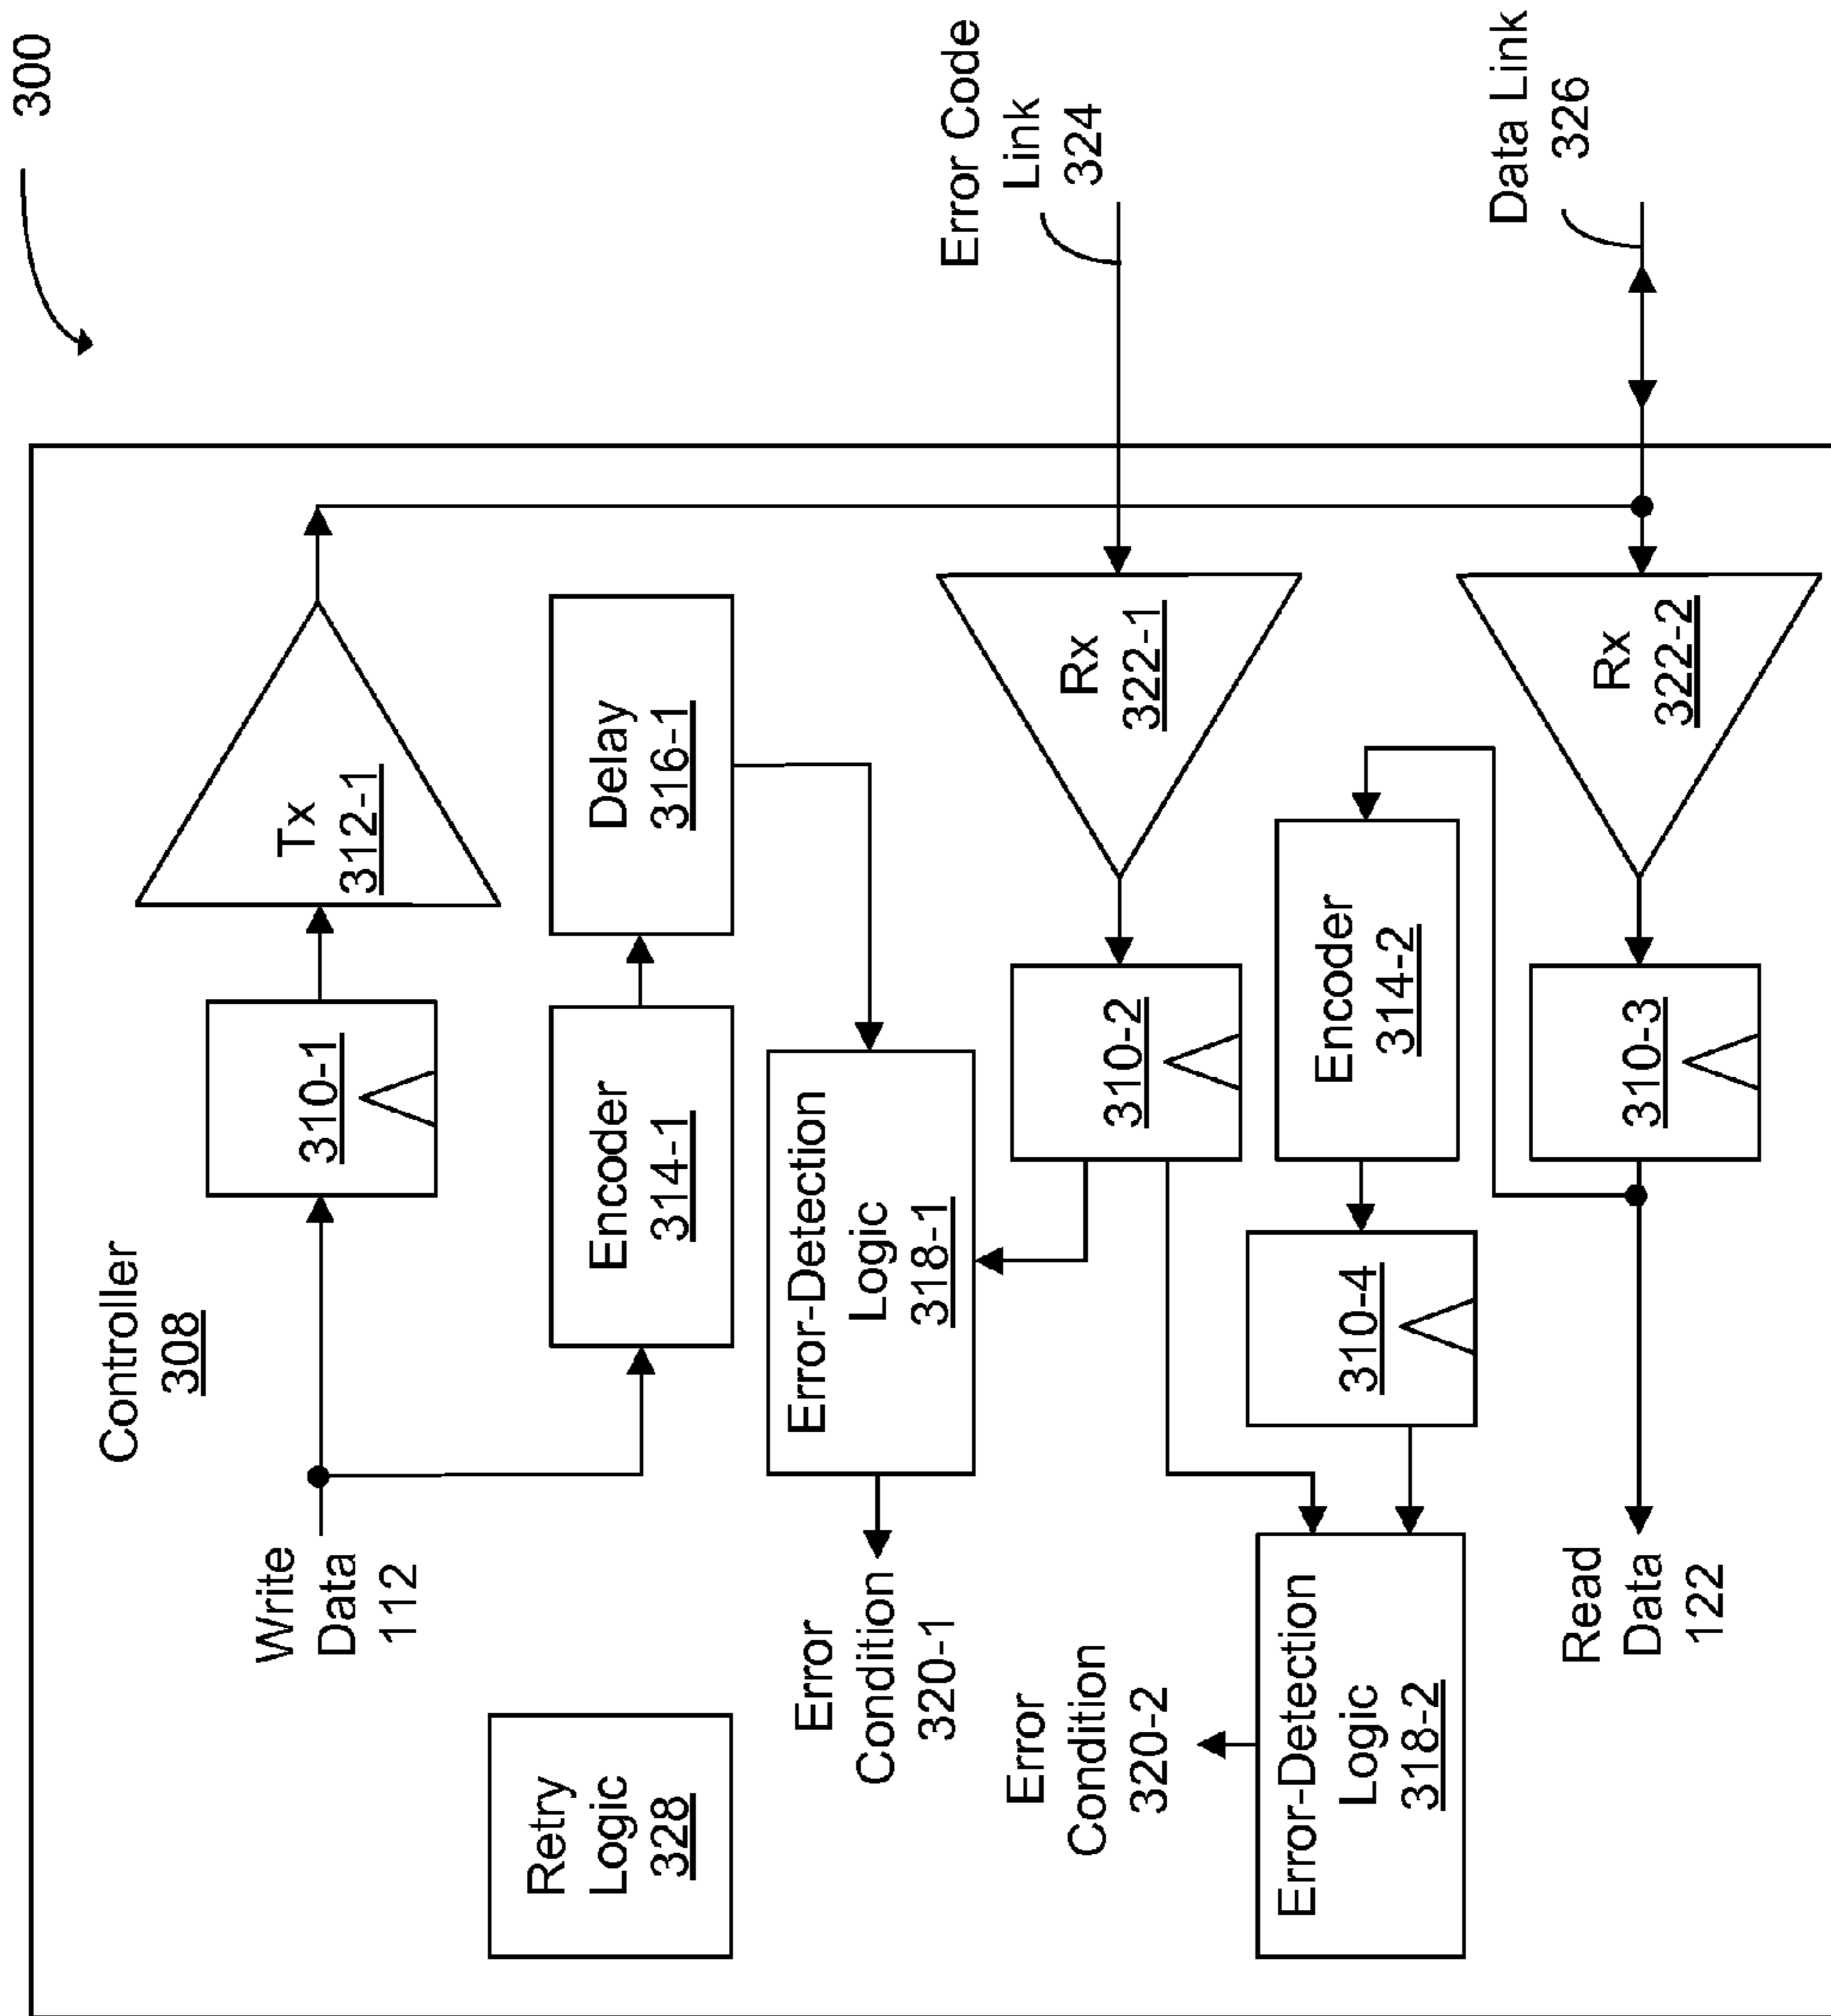 300
Controller
308
Write
Data
112
310-1
Tx
312-1
Retry
Logic
328
Encoder
314-1
Delay
316-1
Error
Condition
320-1
Error-Detection
Logic
318-1
Error Code
Link
324
310-2
Rx
322-1
Error
Condition
320-2
Error-Detection
Logic
318-2
310-4
Encoder
314-2
Data Link
326
Read
Data
122
310-3
Rx
322-2